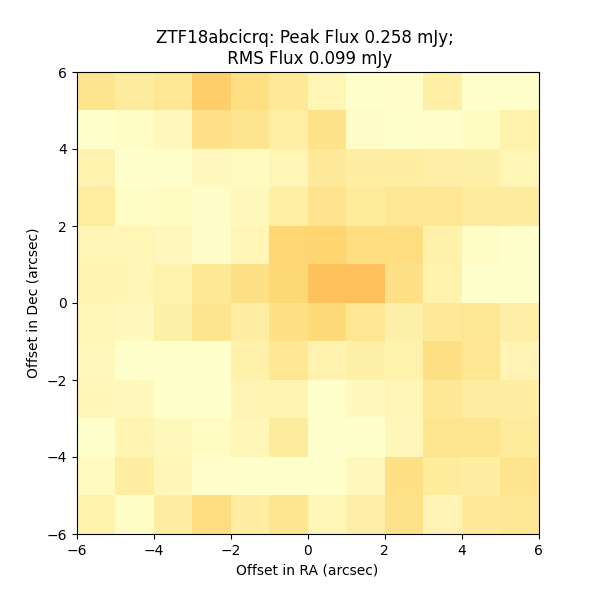 ZTF18abcicrq: Peak Flux 0.258 mJy;
RMS Flux 0.099 mJy
6
4
2
0
−2
−4
−6
Offset in Dec (arcsec)
−6 −4 −2 0 2 4 6
Offset in RA (arcsec)